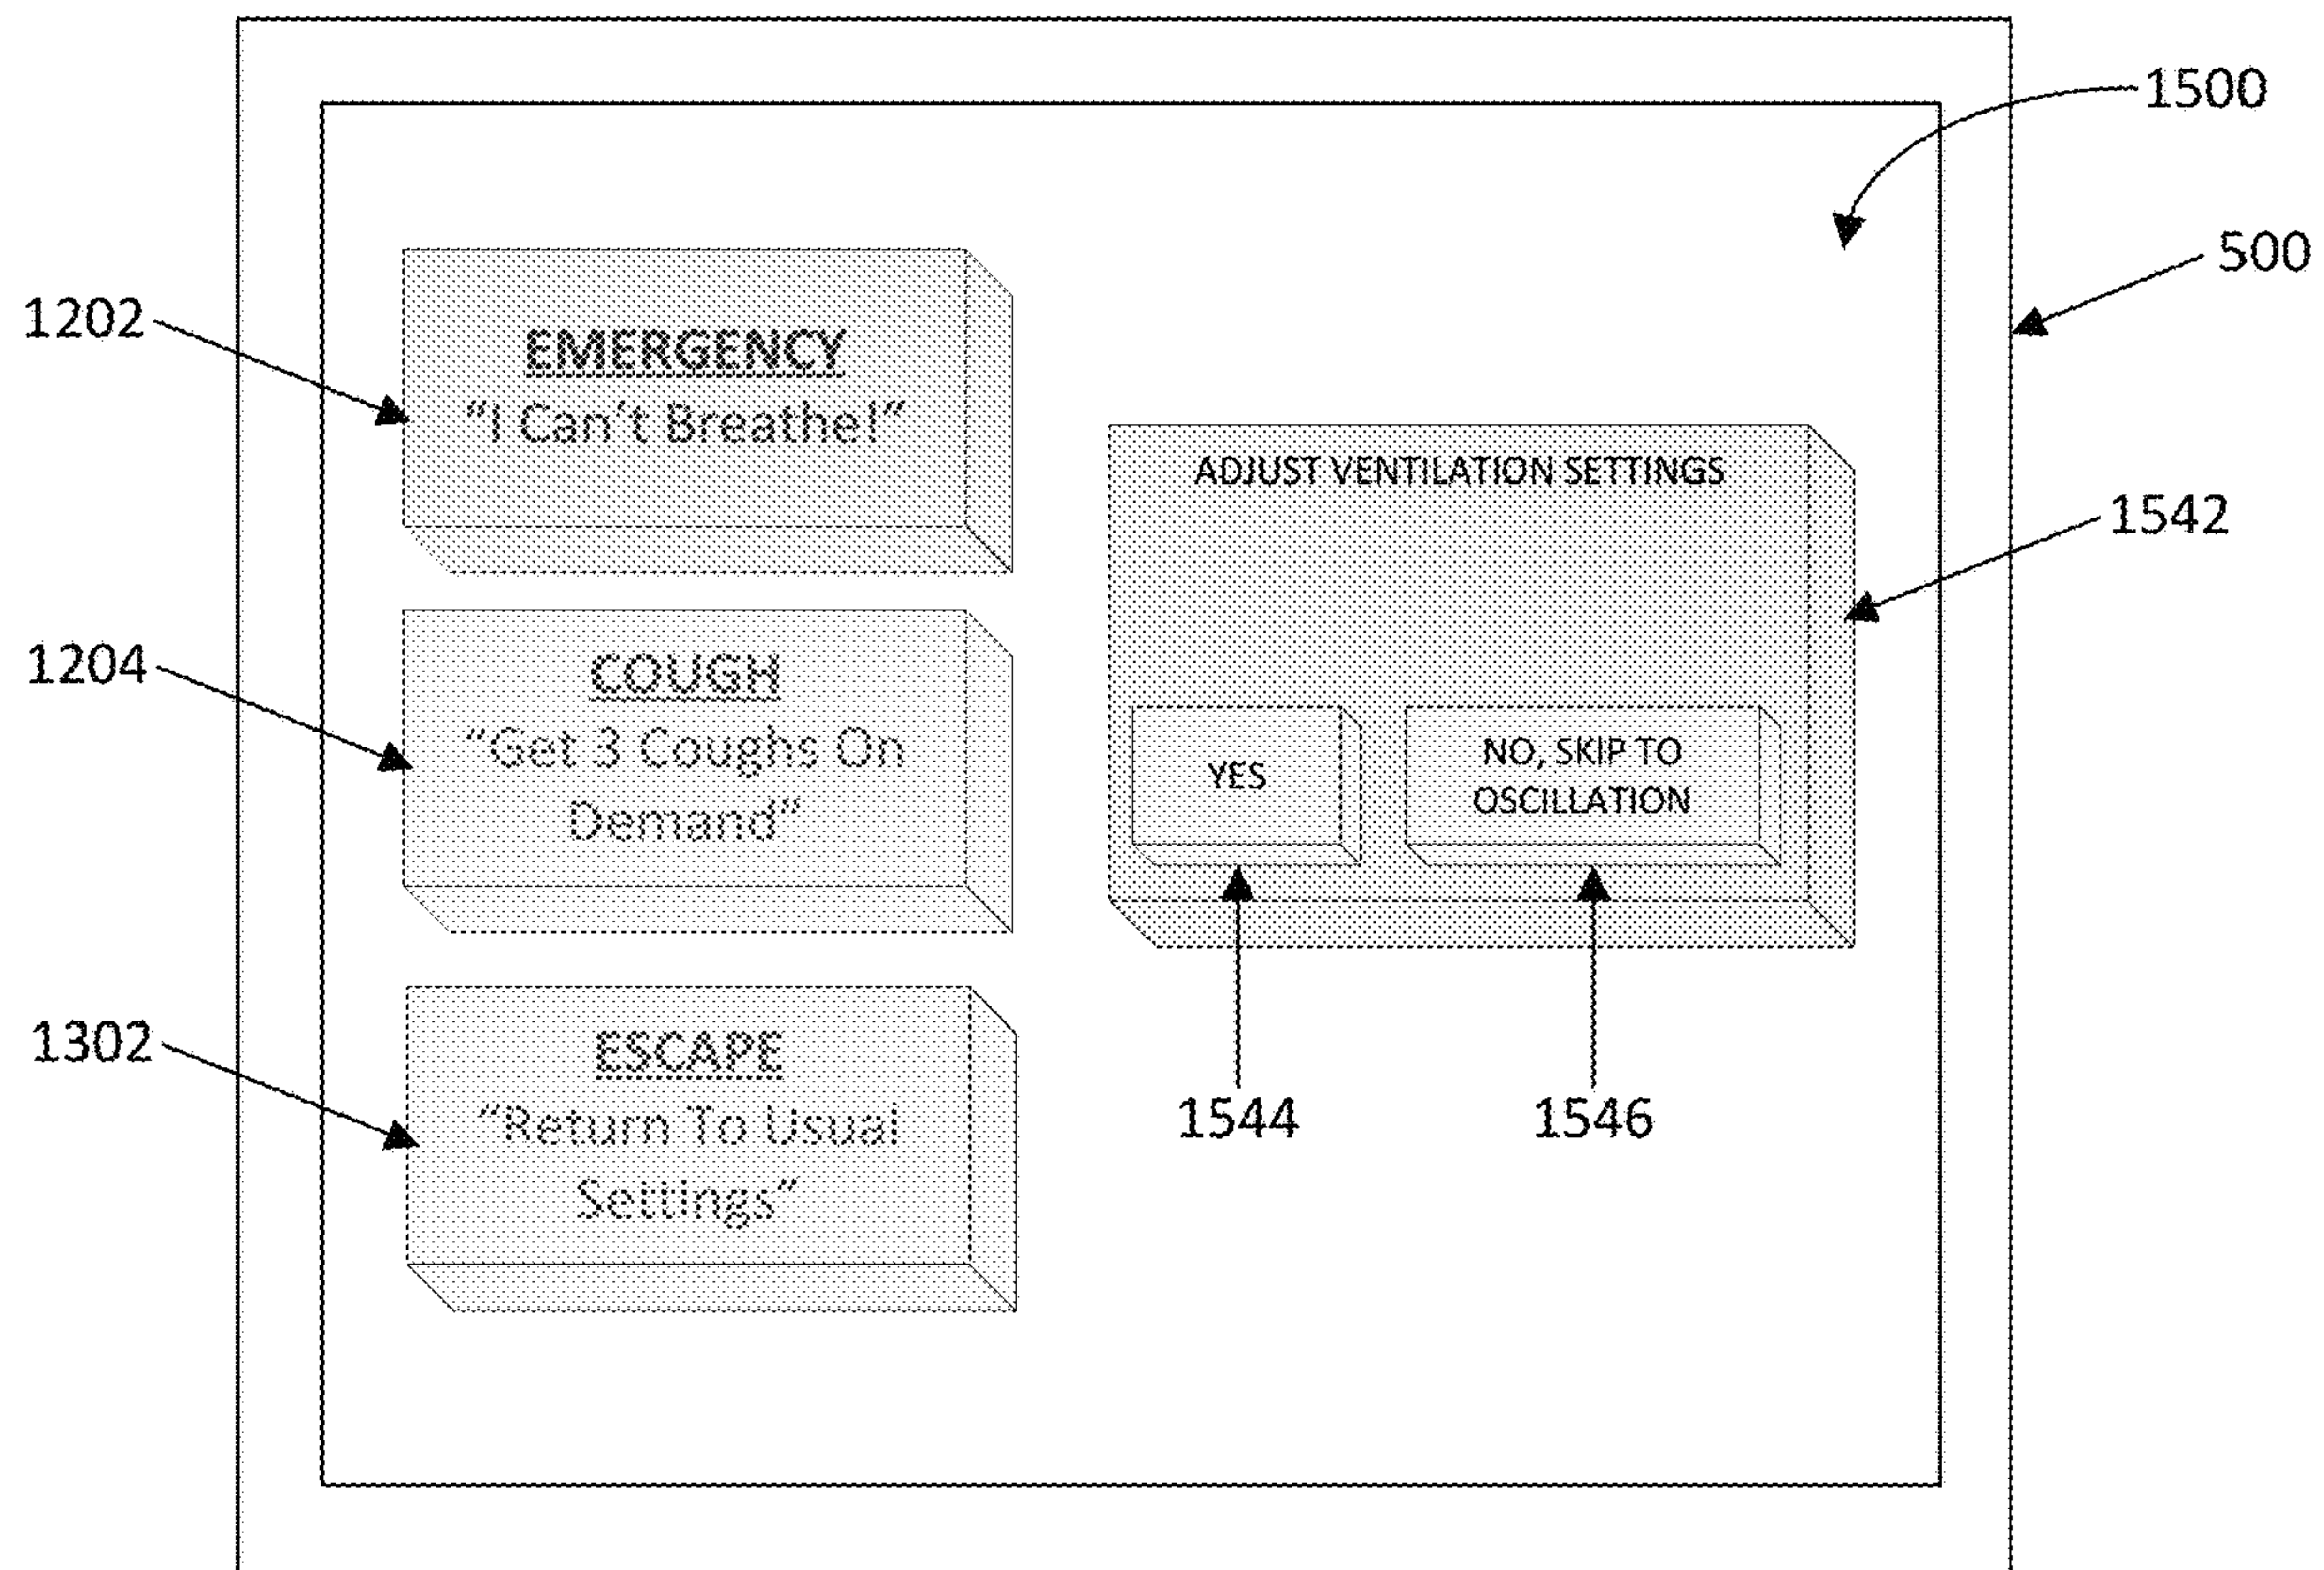 1500
500
1202
EMERGENCY
"I Can't Breathe!"
ADJUST VENTILATION SETTINGS
1542
1204
COUGH
"Get 3 Coughs On
Demand"
YES
NO, SKIP TO
OSCILLATION
1302
ESCAPE
"Return To Usual
Settings"
1544
1546